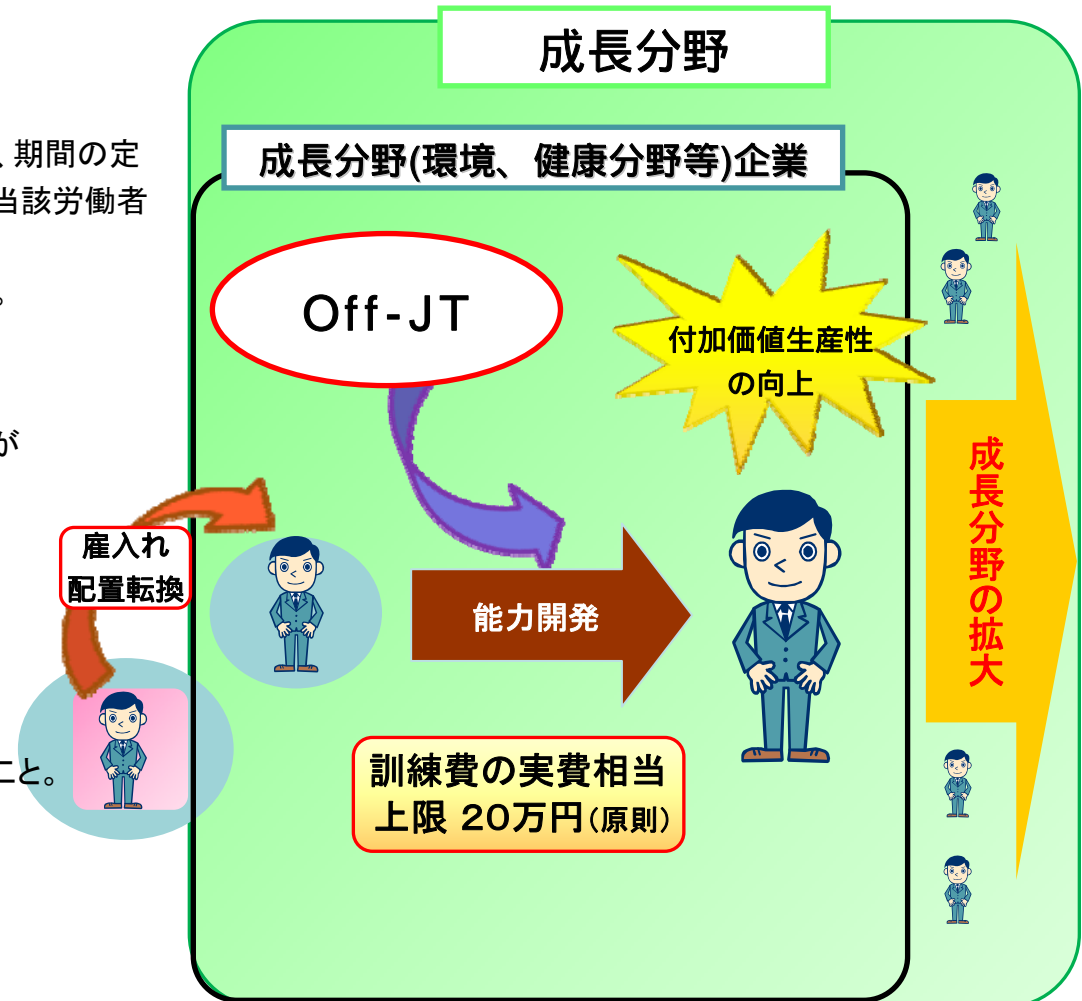 成長分野
、期間の定
成長分野(環境、健康分野等)企業
当該労働者
。
Off-JT
付加価値生産性
の向上
が
成長分野の拡大
雇入れ
配置転換
能力開発
こと。
訓練費の実費相当
上限 20万円(原則)